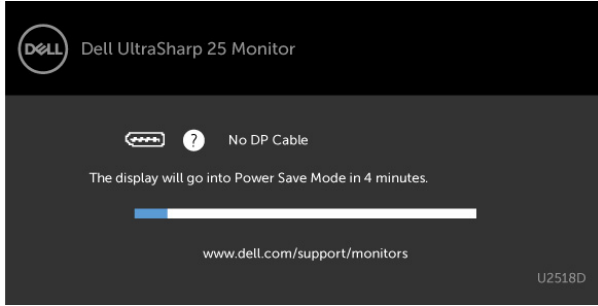 DELL
Dell UltraSharp 25 Monitor
? No DP Cable
The display will go into Power Save Mode in 4 minutes.
www.dell.com/support/monitors
U2518D